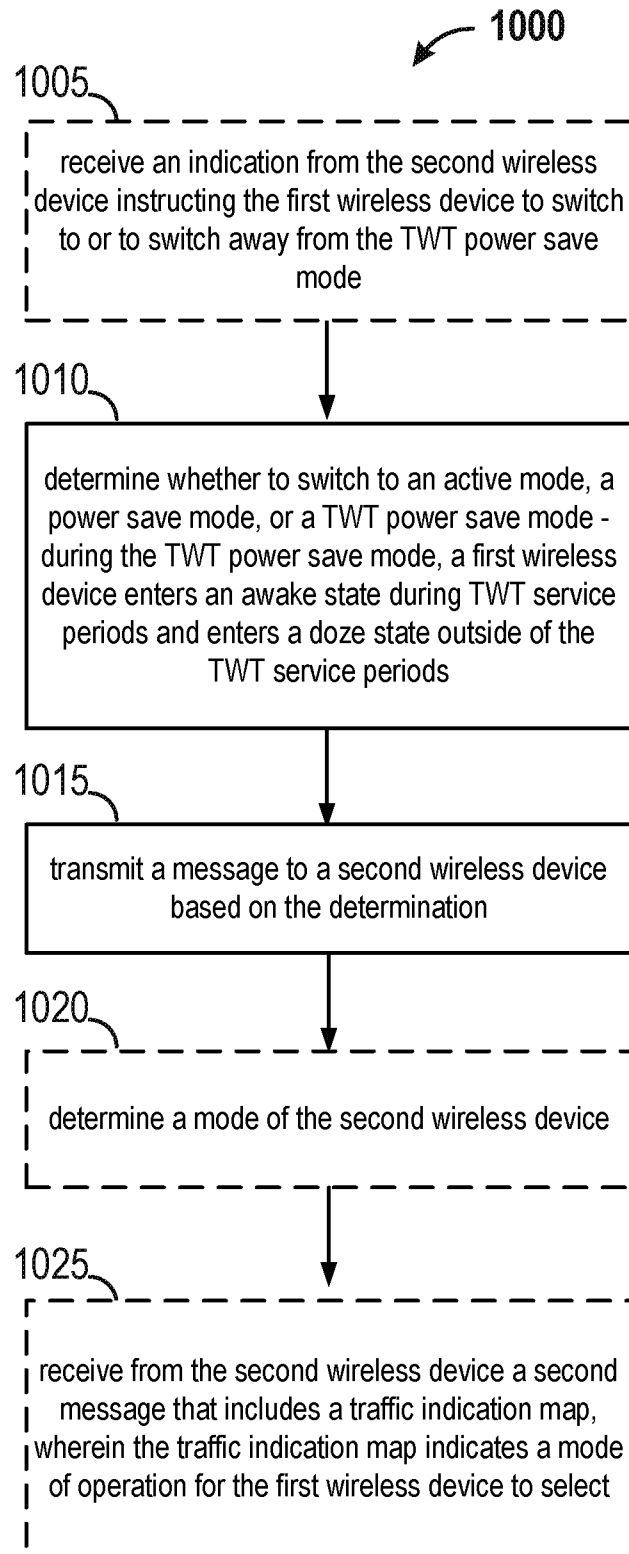 1000
1005
receive an indication from the second wireless
device instructing the first wireless device to switch
to or to switch away from the TWT power save
mode
1010
determine whether to switch to an active mode, a
power save mode, or a TWT power save mode -
during the TWT power save mode, a first wireless
device enters an awake state during TWT service
periods and enters a doze state outside of the
TWT service periods
1015
transmit a message to a second wireless device
based on the determination
1020
determine a mode of the second wireless device
1025
receive from the second wireless device a second
message that includes a traffic indication map,
wherein the traffic indication map indicates a mode
of operation for the first wireless device to select